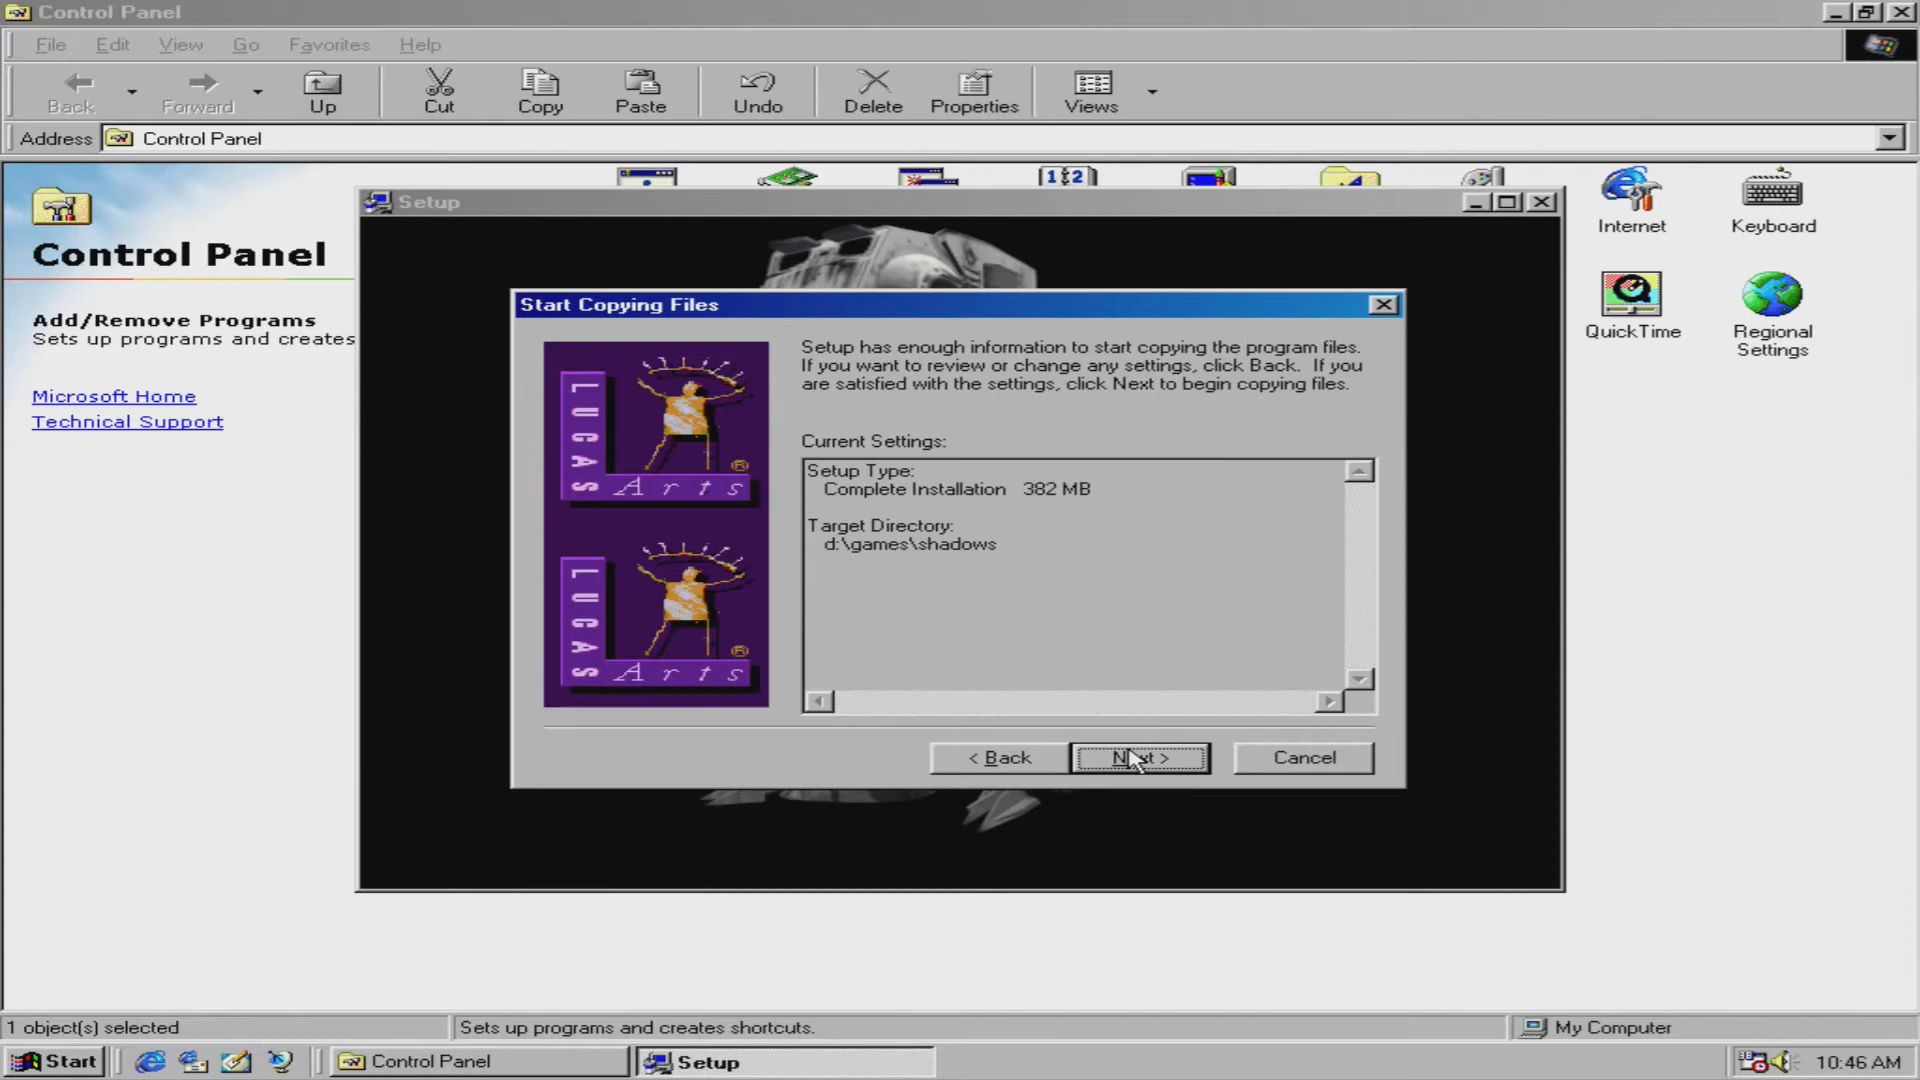 Control Panel
File Edit View Go Favorites Help
Back Forward Up Cut Copy Paste Undo Delete Properties Views
Address Control Panel
Control Panel
Add/Remove Programs
Sets up programs and creates
Microsoft Home
Technical Support
Internet
Keyboard
QuickTime
Regional
Settings
Setup
Start Copying Files
LUCAS
Arts
®
LUCAS
Arts
®
Setup has enough information to start copying the program files.
If you want to review or change any settings, click Back. If you
are satisfied with the settings, click Next to begin copying files.
Current Settings:
Setup Type:
Complete Installation 382 MB
Target Directory:
d:\games\shadows
< Back
Next >
Cancel
1 object(s) selected
Sets up programs and creates shortcuts.
My Computer
Start
Control Panel
Setup
10:46 AM